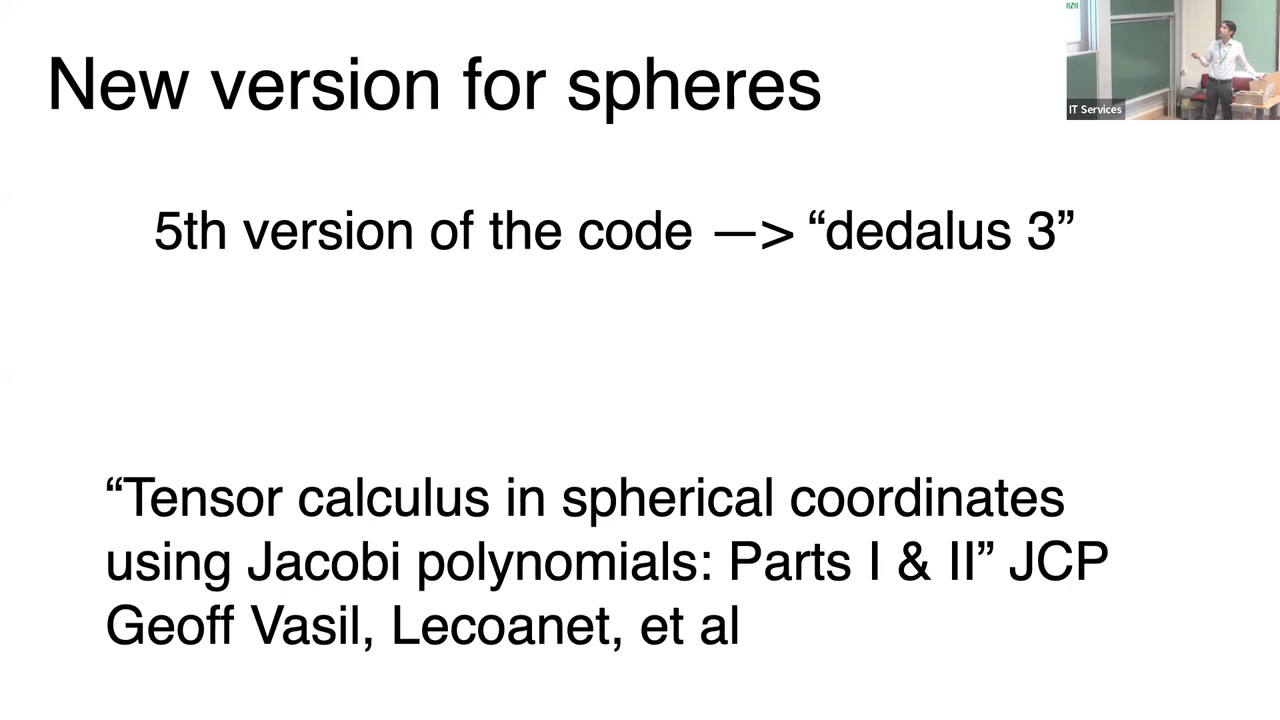 New version for spheres
IT Services
5th version of the code —> “dedalus 3”
“Tensor calculus in spherical coordinates
using Jacobi polynomials: Parts I & II” JCP
Geoff Vasil, Lecoanet, et al